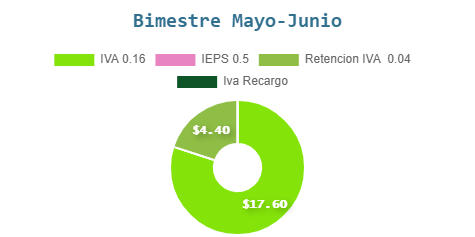 Bimestre Mayo-Junio
IVA 0.16 IEPS 0.5 Retencion IVA 0.04
Iva Recargo
$4.40
$17.60